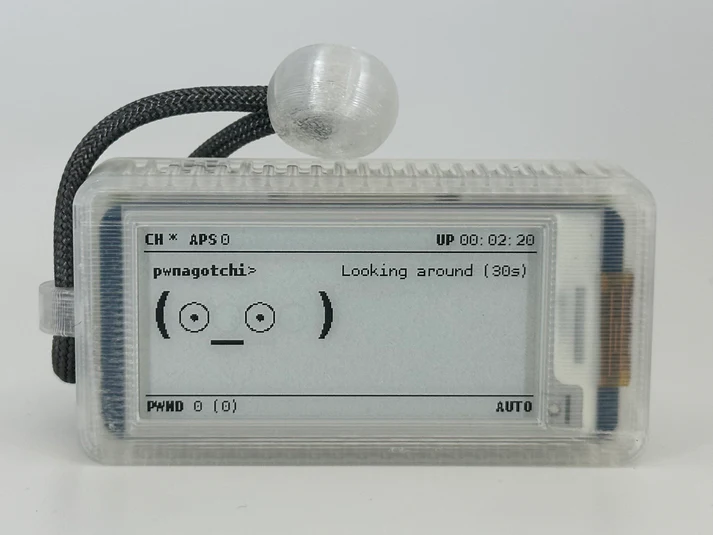 CH * APS 0 UP 00:02:20
pwnagotchi> Looking around (30s)
(☉_☉ )
PWND 0 (0) AUTO